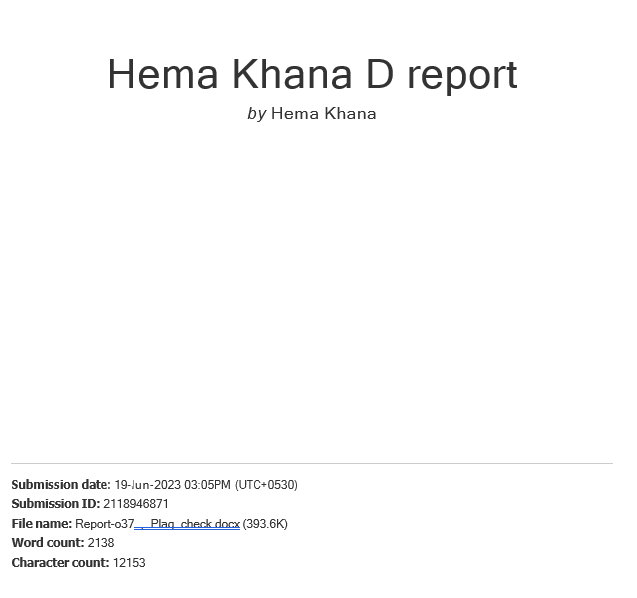 Hema Khana D report
by Hema Khana
Submission date: 19-Jun-2023 03:05PM (UTC+0530)
Submission ID: 2118946871
File name: Report-o37__._Plag_check.docx (393.6K)
Word count: 2138
Character count: 12153